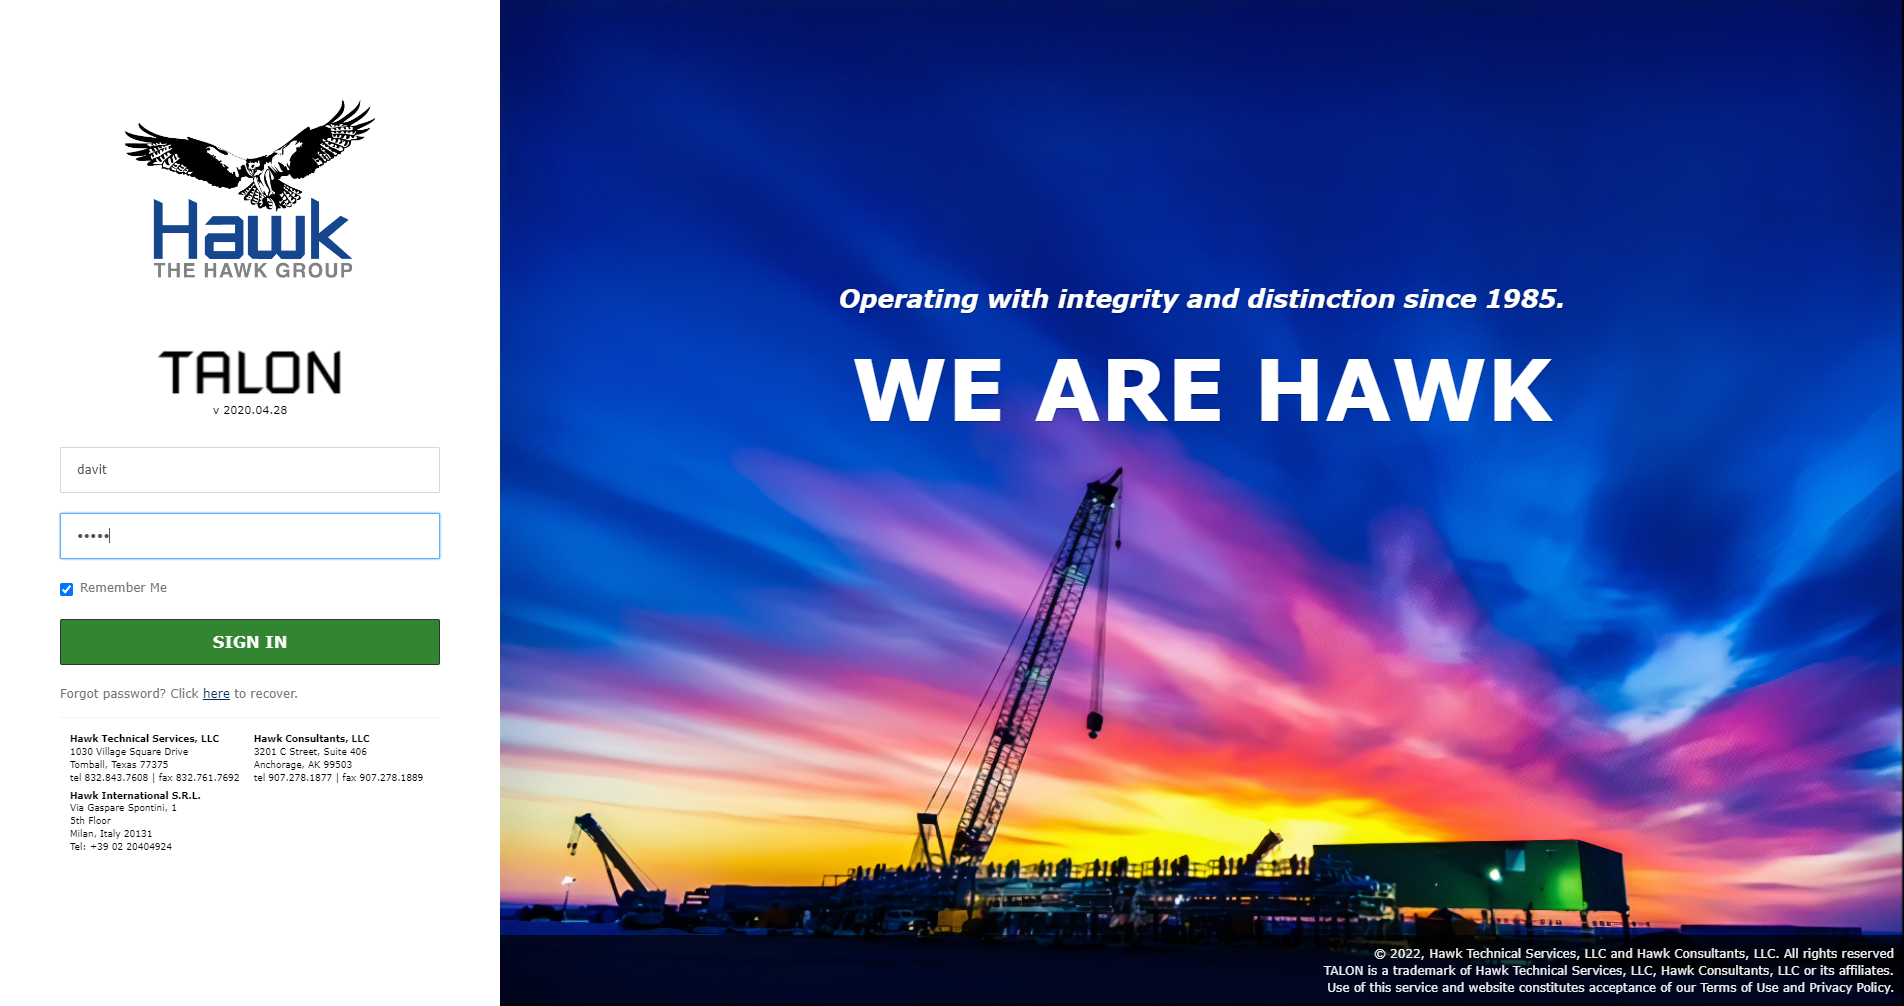 Hawk
THE HAWK GROUP
TALON
v 2020.04.28
davit
•••••
Remember Me
SIGN IN
Forgot password? Click here to recover.
Hawk Technical Services, LLC
1030 Village Square Drive
Tomball, Texas 77375
tel 832.843.7608 | fax 832.761.7692
Hawk Consultants, LLC
3201 C Street, Suite 406
Anchorage, AK 99503
tel 907.278.1877 | fax 907.278.1889
Hawk International S.R.L.
Via Gaspare Spontini, 1
5th Floor
Milan, Italy 20131
Tel: +39 02 20404924
Operating with integrity and distinction since 1985.
WE ARE HAWK
© 2022, Hawk Technical Services, LLC and Hawk Consultants, LLC. All rights reserved
TALON is a trademark of Hawk Technical Services, LLC, Hawk Consultants, LLC or its affiliates.
Use of this service and website constitutes acceptance of our Terms of Use and Privacy Policy.